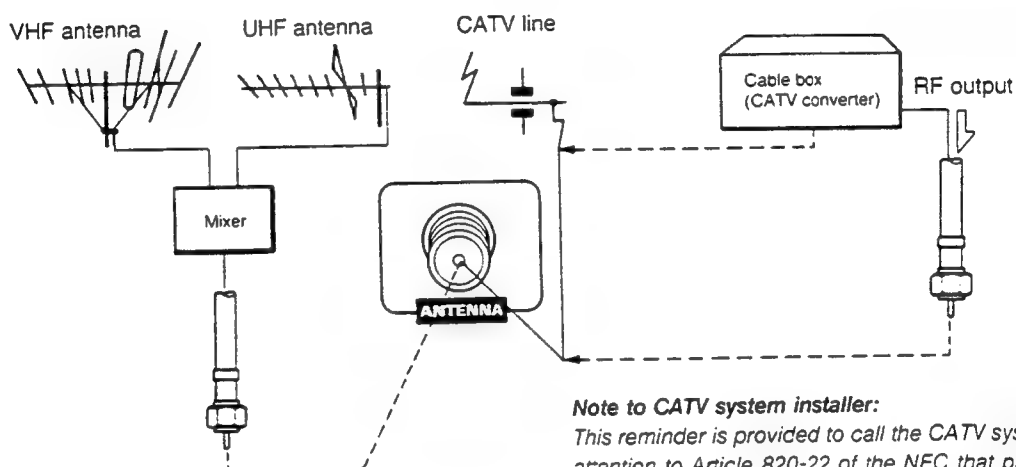 VHF antenna
UHF antenna
CATV line
Cable box
(CATV converter)
RF output
Mixer
ANTENNA
Note to CATV system installer:
This reminder is provided to call the CATV sys
attention to Article 820-22 of the NEC that p